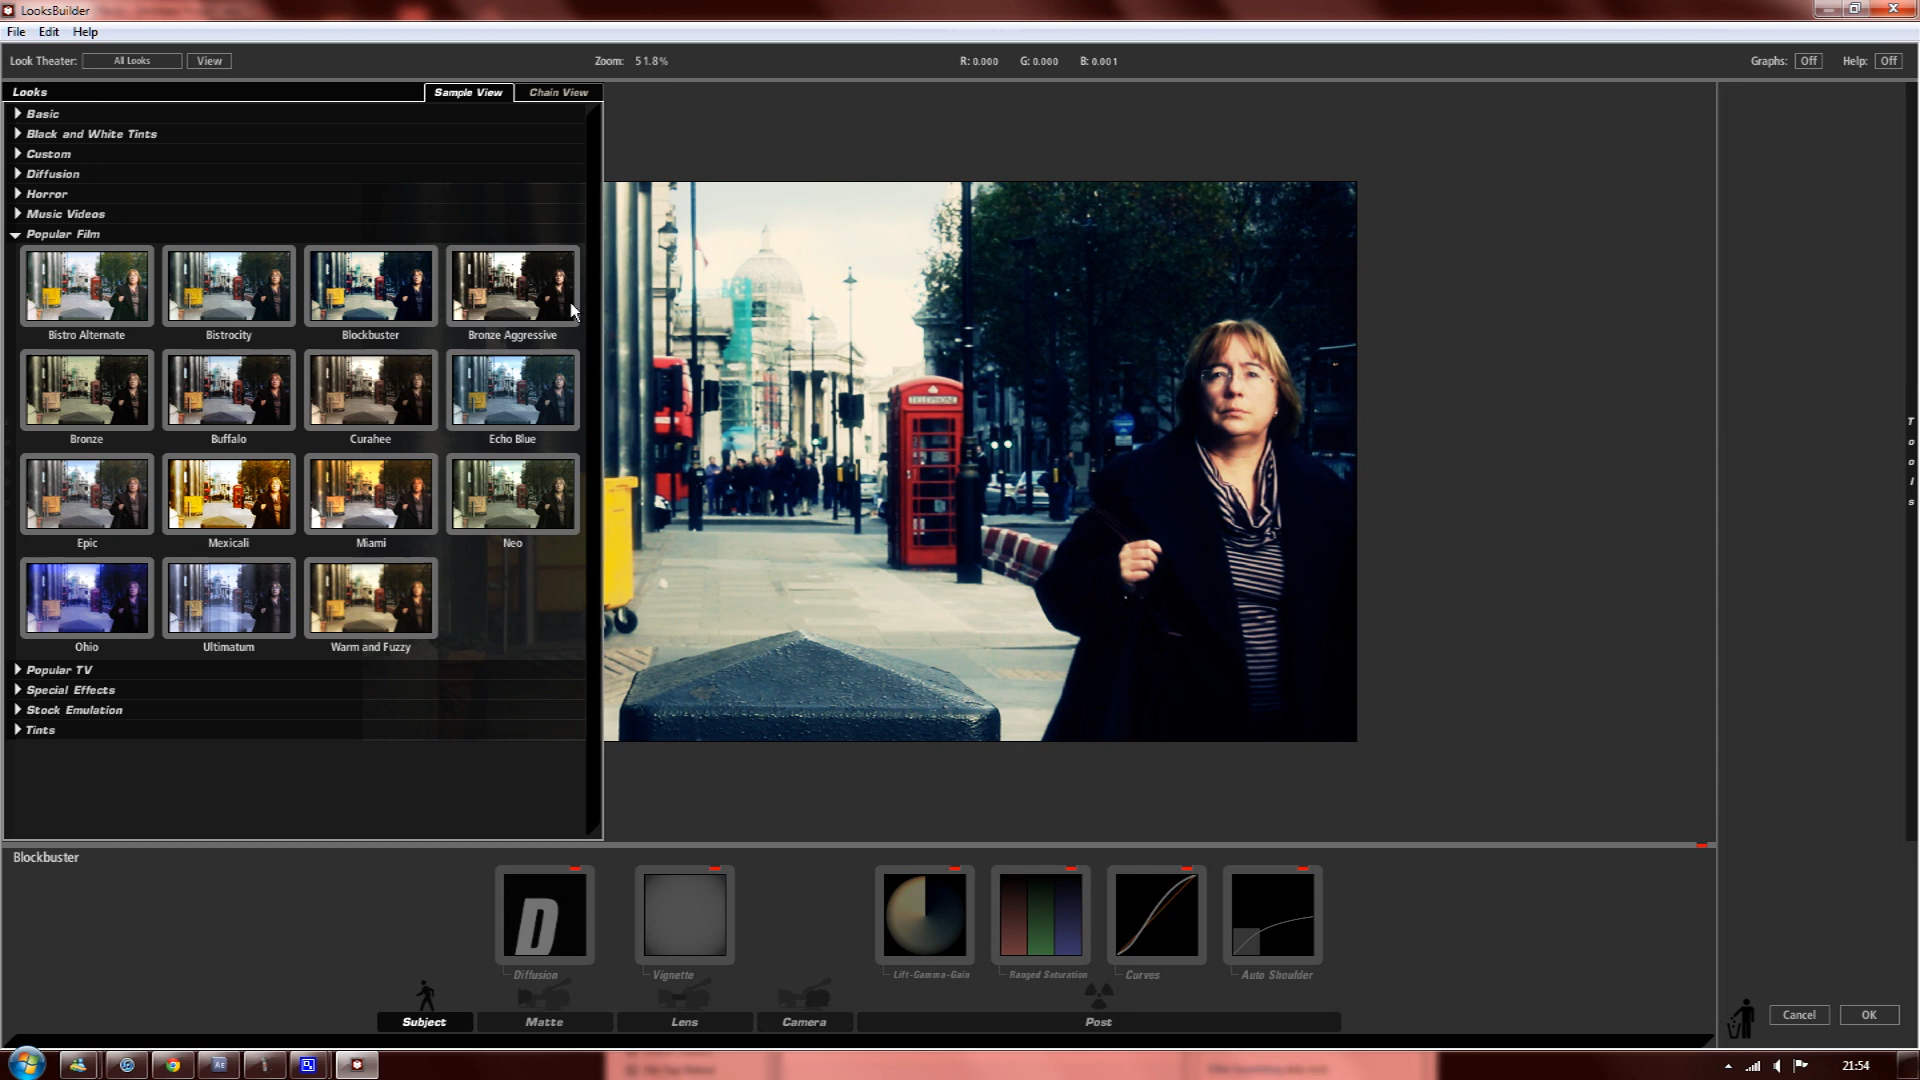 LooksBuilder
File Edit Help
Look Theater: All Looks View Zoom: 51.8% R: 0.000 G: 0.000 B: 0.001 Graphs: Off Help: Off
Looks Sample View Chain View
Basic
Black and White Tints
Custom
Diffusion
Horror
Music Videos
Popular Film
Bistro Alternate Bistrocity Blockbuster Bronze Aggressive
Bronze Buffalo Curahee Echo Blue
Epic Mexicali Miami Neo
Ohio Ultimatum Warm and Fuzzy
Popular TV
Special Effects
Stock Emulation
Tints
TELEPHONE
Tools
Blockbuster
D
Diffusion Vignette Lift-Gamma-Gain Ranged Saturation Curves Auto Shoulder
Subject Matte Lens Camera Post
Cancel OK
AE
21:54